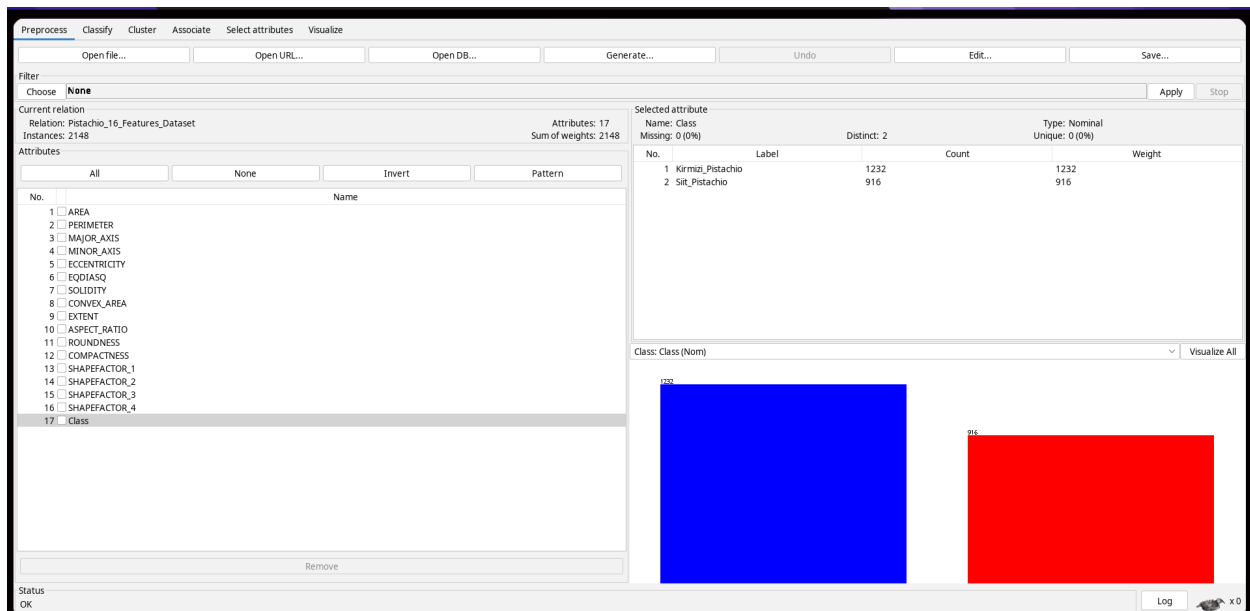 Preprocess Classify Cluster Associate Select attributes Visualize
Open file... Open URL... Open DB... Generate... Undo Edit... Save...
Filter
Choose None Apply Stop
Current relation
Relation: Pistachio_16_Features_Dataset Attributes: 17
Instances: 2148 Sum of weights: 2148
Attributes
All None Invert Pattern
No. Name
1 AREA
2 PERIMETER
3 MAJOR_AXIS
4 MINOR_AXIS
5 ECCENTRICITY
6 EQDIASQ
7 SOLIDITY
8 CONVEX_AREA
9 EXTENT
10 ASPECT_RATIO
11 ROUNDNESS
12 COMPACTNESS
13 SHAPEFACTOR_1
14 SHAPEFACTOR_2
15 SHAPEFACTOR_3
16 SHAPEFACTOR_4
17 Class
Remove
Selected attribute
Name: Class Type: Nominal
Missing: 0 (0%) Distinct: 2 Unique: 0 (0%)
No. Label Count Weight
1 Kirmizi_Pistachio 1232 1232
2 Siit_Pistachio 916 916
Class: Class (Nom) Visualize All
1232
916
Status
OK
Log x 0